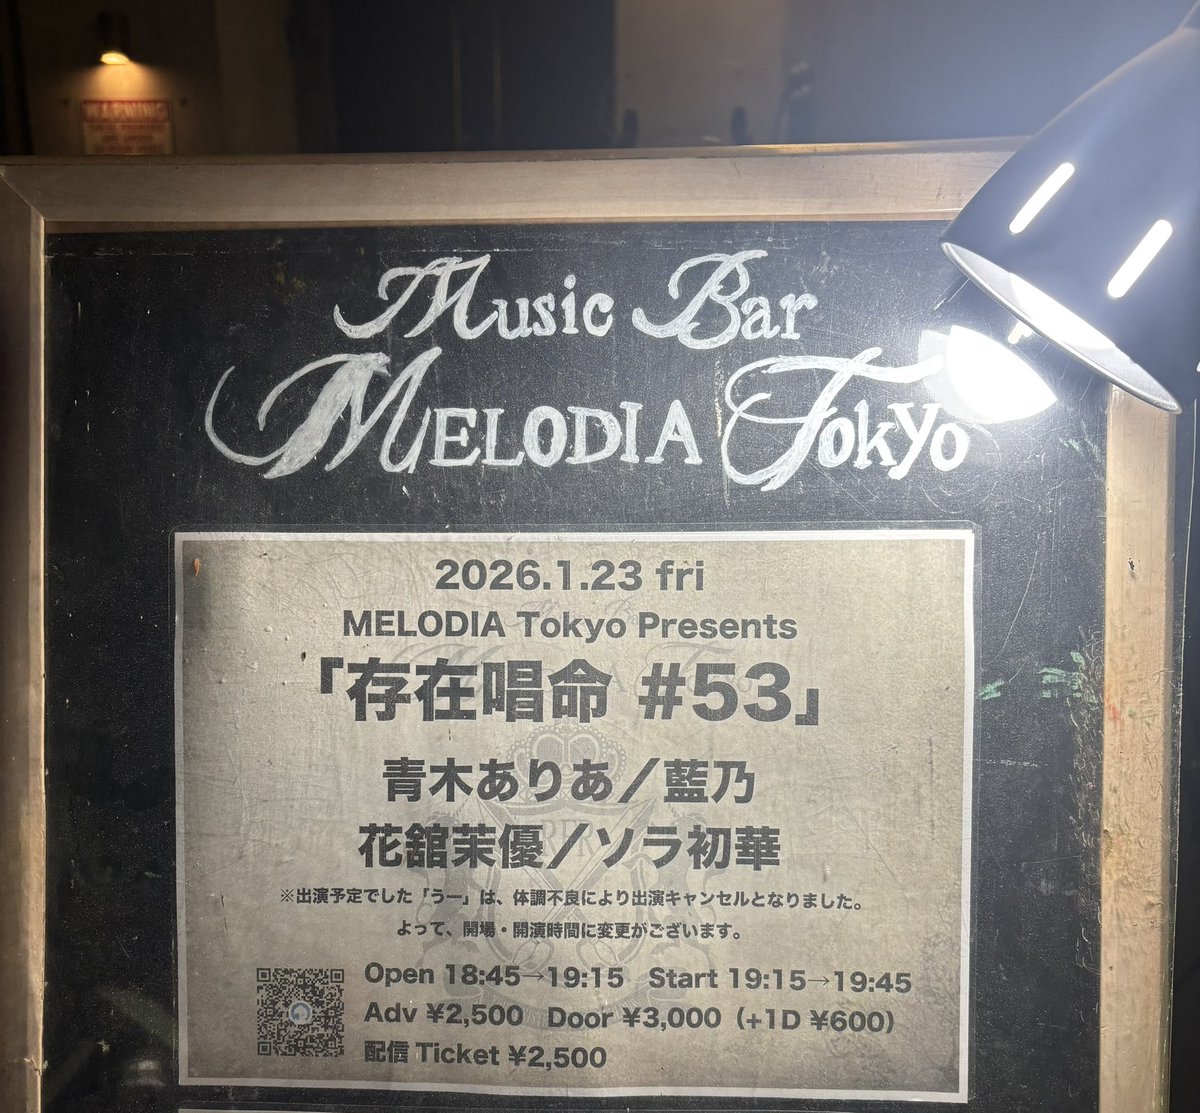 WARNING
Music Bar
MELODIA Tokyo
2026.1.23 fri
MELODIA Tokyo Presents
「存在唱命 #53」
青木ありあ／藍乃
花舘茉優／ソラ初華
※出演予定でした「うー」は、体調不良により出演キャンセルとなりました。
よって、開場・開演時間に変更がございます。
Open 18:45→19:15 Start 19:15→19:45
Adv ¥2,500 Door ¥3,000（+1D ¥600）
配信 Ticket ¥2,500